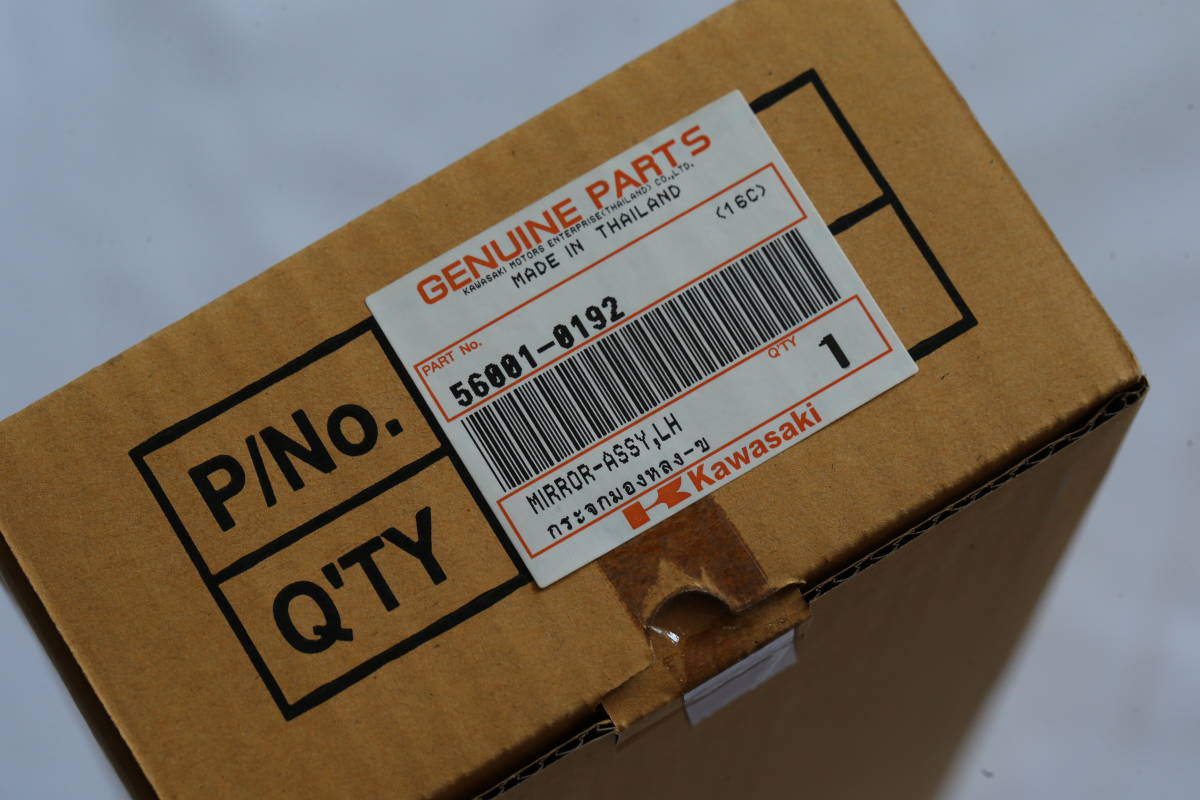 GENUINE PARTS
KAWASAKI MOTORS ENTERPRISE(THAILAND) CO.,LTD.
MADE IN THAILAND
(16C)
PART No.
56001-0192
Q'TY
1
MIRROR-ASSY,LH
กระจกมองหลง-ข
Kawasaki
P/No.
Q'TY